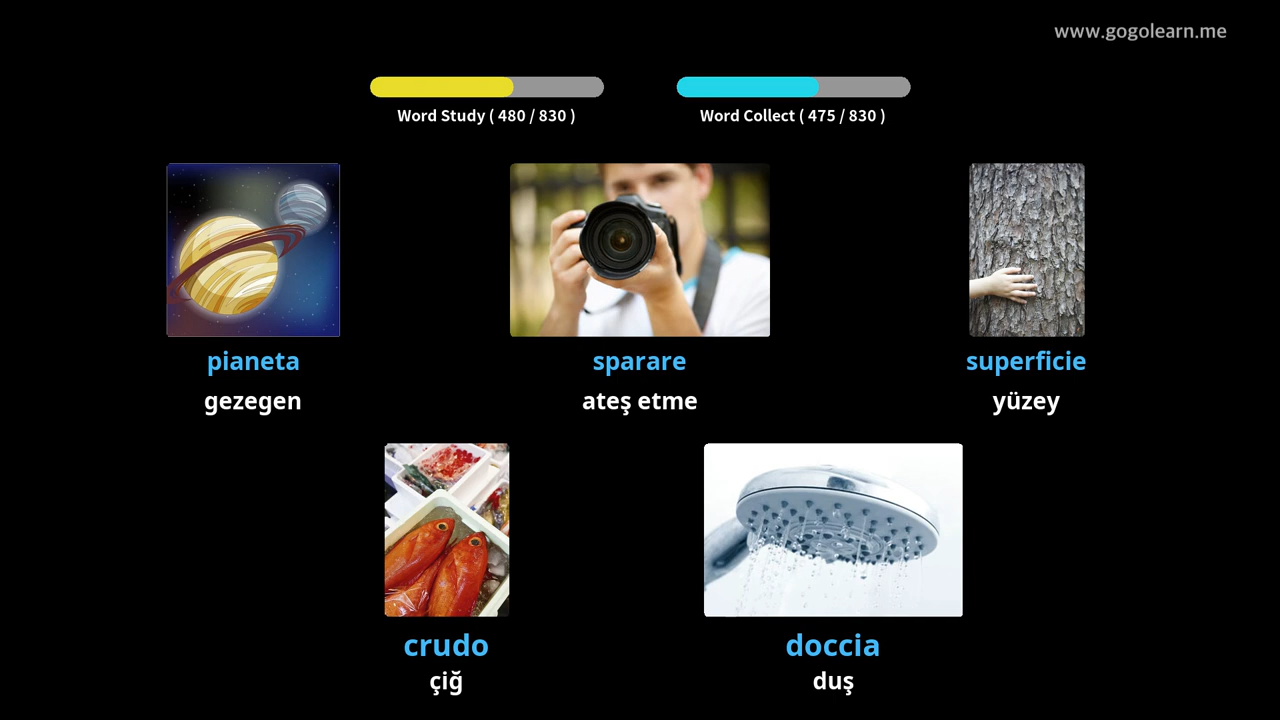 www.gogolearn.me
Word Study ( 480 / 830 )
Word Collect ( 475 / 830 )
pianeta
gezegen
sparare
ateş etme
superficie
yüzey
crudo
çiğ
doccia
duş